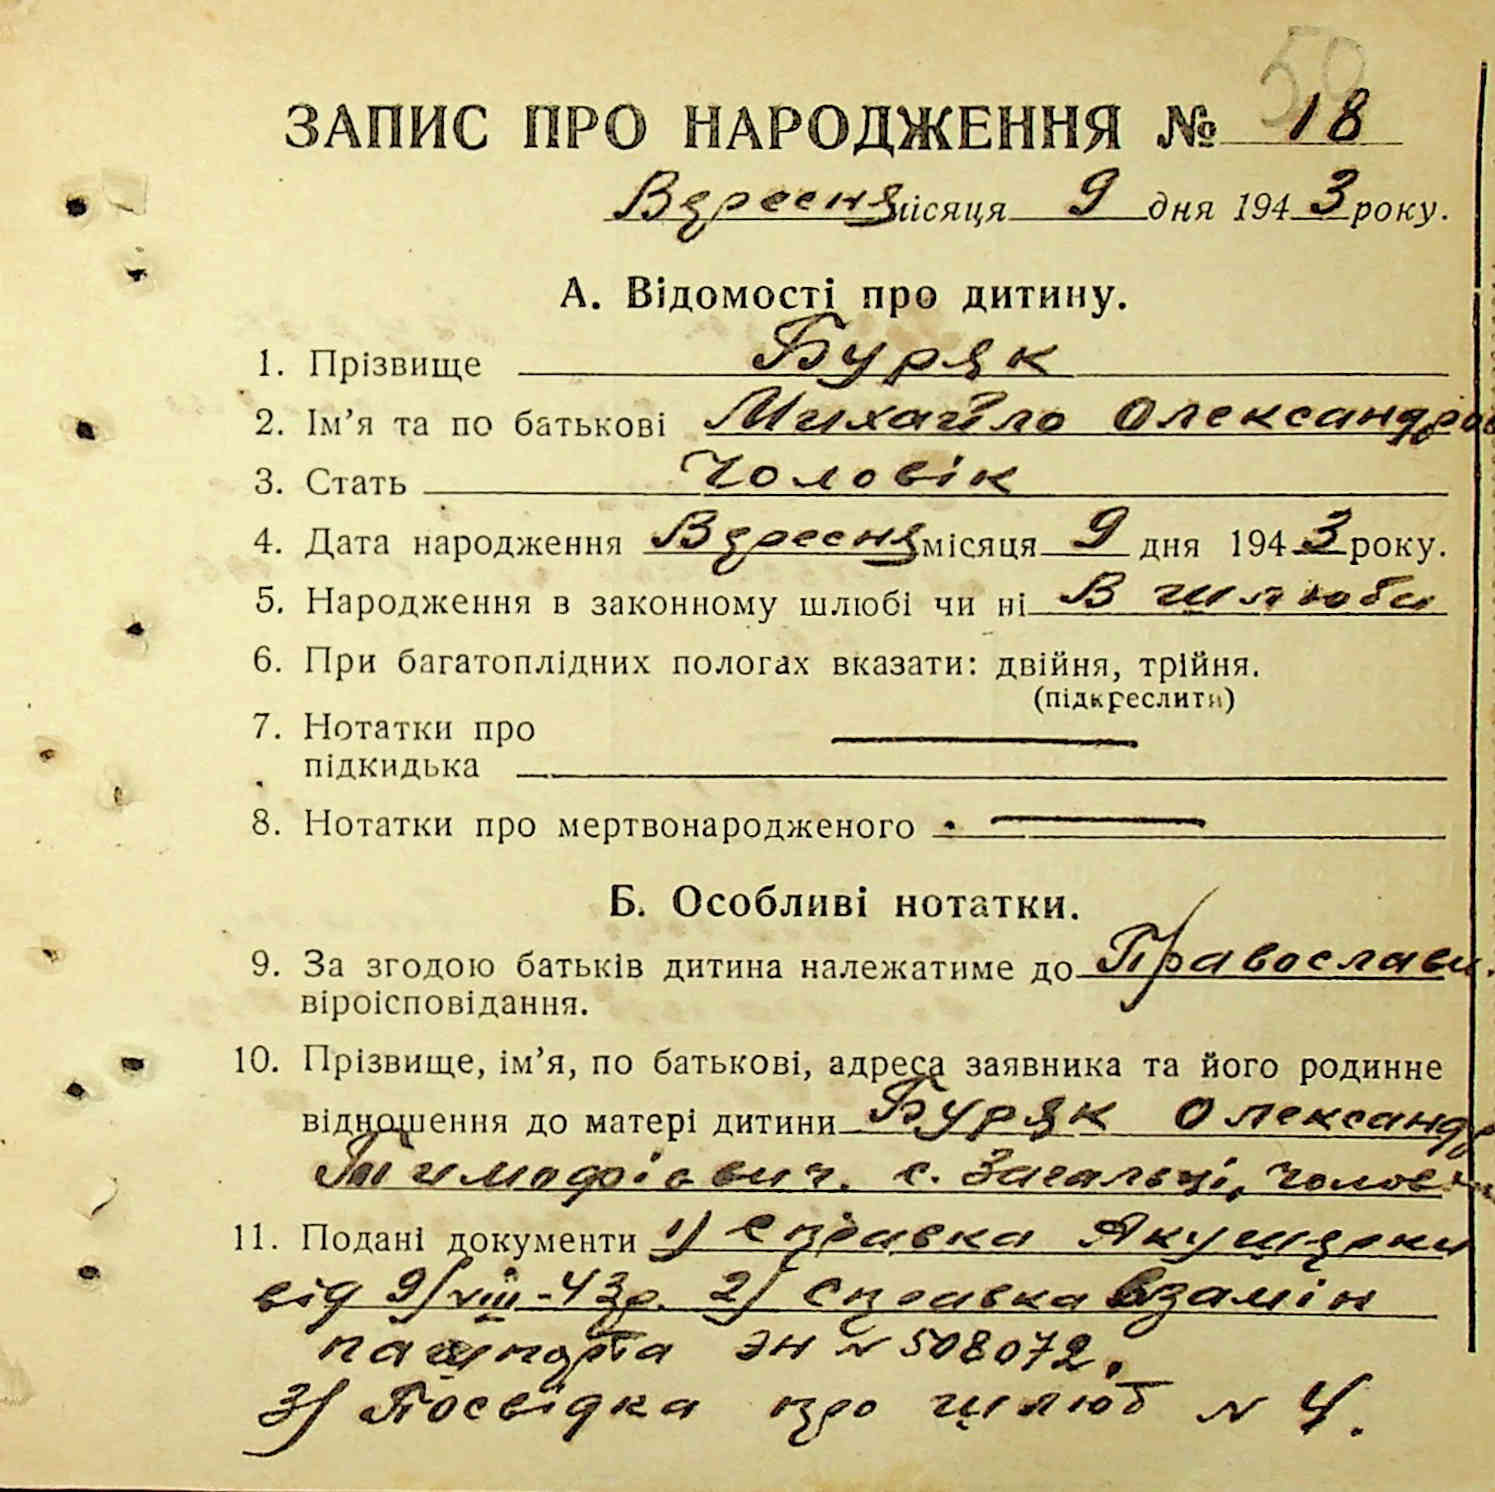 59
ЗАПИС ПРО НАРОДЖЕННЯ № 18
Вересня місяця 9 дня 1943 року.
А. Відомості про дитину.
1. Прізвище Буряк
2. Ім’я та по батькові Михайло Олександров
3. Стать Чоловік
4. Дата народження Вересня місяця 9 дня 1943 року.
5. Народження в законному шлюбі чи ні В шлюби
6. При багатоплідних пологах вказати: двійня, трійня.
(підкреслити)
7. Нотатки про
підкидька
8. Нотатки про мертвонародженого
Б. Особливі нотатки.
9. За згодою батьків дитина належатиме до Православн.
віроісповідання.
10. Прізвище, ім’я, по батькові, адреса заявника та його родинне
відношення до матері дитини Буряк Олександр
Тимофієвич. с. Загальці, чоловік
11. Подані документи 1) Справка Акушерки
від 9/VIII-43р. 2) Справка взамін
пашпорта ЭН № 508072.
3) Посвідка про шлюб № 4.